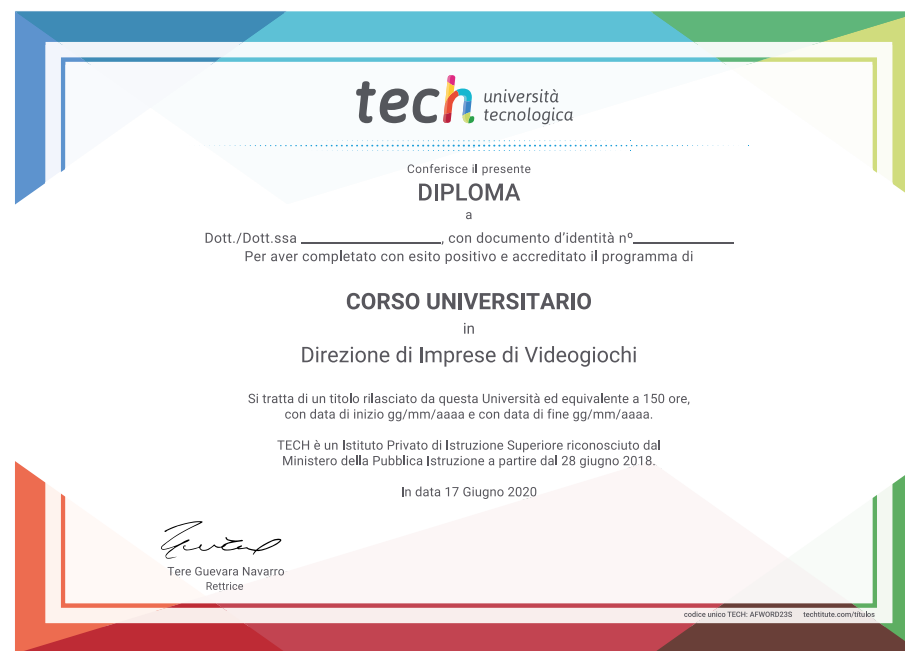 tech università
tecnologica
Conferisce il presente
DIPLOMA
a
Dott./Dott.ssa ____________________, con documento d'identità nº______________
Per aver completato con esito positivo e accreditato il programma di
CORSO UNIVERSITARIO
in
Direzione di Imprese di Videogiochi
Si tratta di un titolo rilasciato da questa Università ed equivalente a 150 ore,
con data di inizio gg/mm/aaaa e con data di fine gg/mm/aaaa.
TECH è un Istituto Privato di Istruzione Superiore riconosciuto dal
Ministero della Pubblica Istruzione a partire dal 28 giugno 2018.
In data 17 Giugno 2020
Tere Guevara Navarro
Rettrice
codice unico TECH: AFWORD23S techtitute.com/titulos